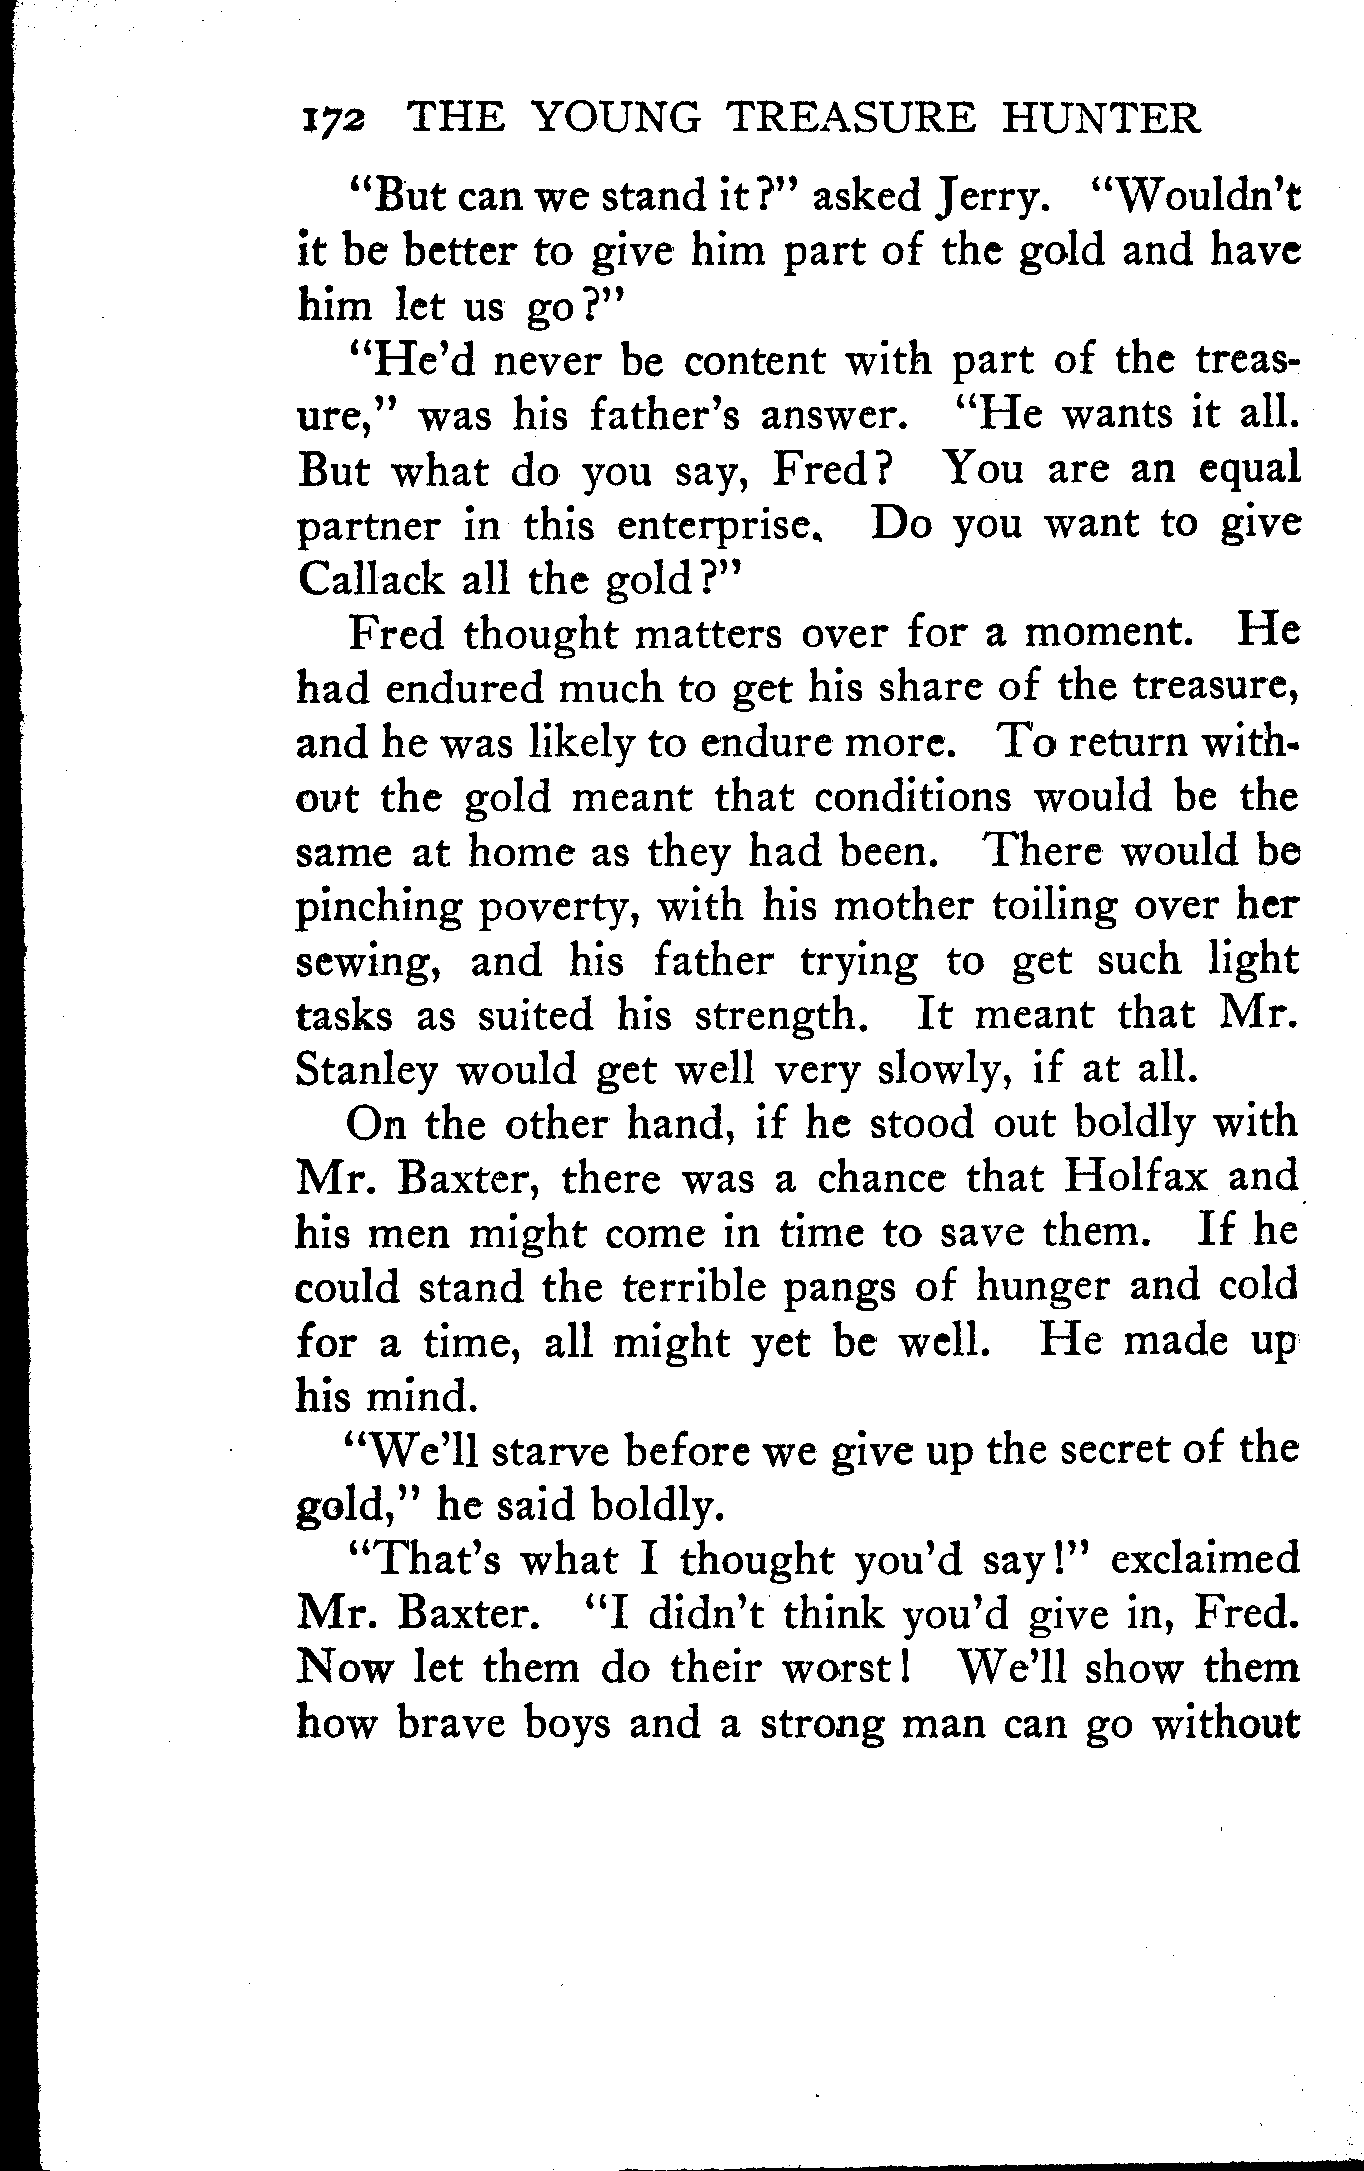 172 THE YOUNG TREASURE HUNTER
"But can we stand it?" asked Jerry. "Wouldn't
it be better to give him part of the gold and have
him let us go?"
"He'd never be content with part of the treas-
ure," was his father's answer. "He wants it all.
But what do you say, Fred? You are an equal
partner in this enterprise. Do you want to give
Callack all the gold?"
Fred thought matters over for a moment. He
had endured much to get his share of the treasure,
and he was likely to endure more. To return with-
out the gold meant that conditions would be the
same at home as they had been. There would be
pinching poverty, with his mother toiling over her
sewing, and his father trying to get such light
tasks as suited his strength. It meant that Mr.
Stanley would get well very slowly, if at all.
On the other hand, if he stood out boldly with
Mr. Baxter, there was a chance that Holfax and
his men might come in time to save them. If he
could stand the terrible pangs of hunger and cold
for a time, all might yet be well. He made up
his mind.
"We'll starve before we give up the secret of the
gold," he said boldly.
"That's what I thought you'd say!" exclaimed
Mr. Baxter. "I didn't think you'd give in, Fred.
Now let them do their worst! We'll show them
how brave boys and a strong man can go without